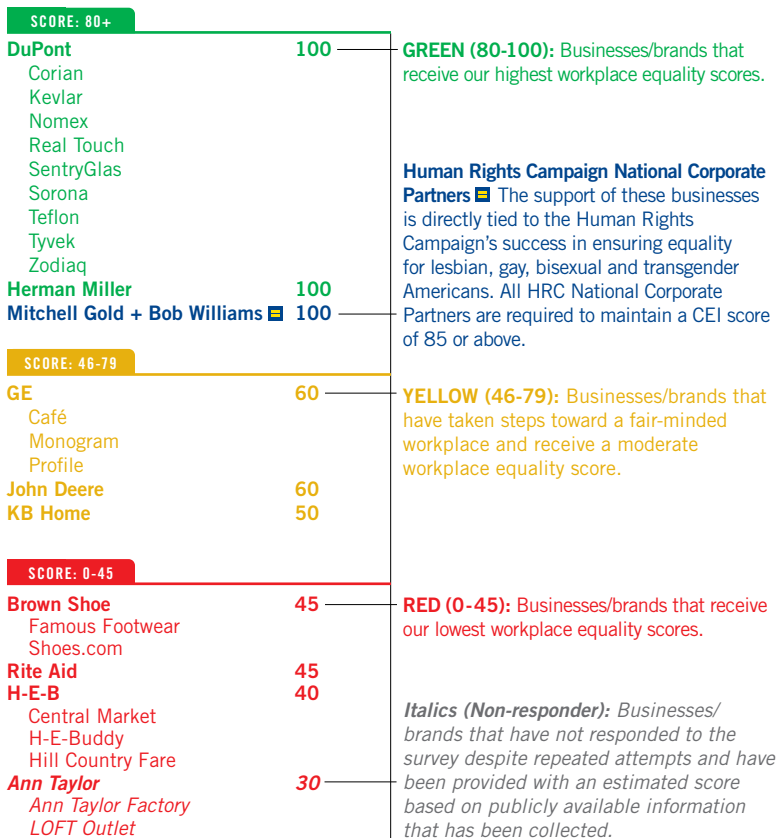 SCORE: 80+
DuPont 100
Corian
Kevlar
Nomex
Real Touch
SentryGlas
Sorona
Teflon
Tyvek
Zodiaq
Herman Miller 100
Mitchell Gold + Bob Williams 100
GREEN (80-100): Businesses/brands that
receive our highest workplace equality scores.
Human Rights Campaign National Corporate
Partners The support of these businesses
is directly tied to the Human Rights
Campaign's success in ensuring equality
for lesbian, gay, bisexual and transgender
Americans. All HRC National Corporate
Partners are required to maintain a CEI score
of 85 or above.
SCORE: 46-79
GE 60
Café
Monogram
Profile
John Deere 60
KB Home 50
YELLOW (46-79): Businesses/brands that
have taken steps toward a fair-minded
workplace and receive a moderate
workplace equality score.
SCORE: 0-45
Brown Shoe 45
Famous Footwear
Shoes.com
Rite Aid 45
H-E-B 40
Central Market
H-E-Buddy
Hill Country Fare
Ann Taylor 30
Ann Taylor Factory
LOFT Outlet
RED (0-45): Businesses/brands that receive
our lowest workplace equality scores.
Italics (Non-responder): Businesses/
brands that have not responded to the
survey despite repeated attempts and have
been provided with an estimated score
based on publicly available information
that has been collected.